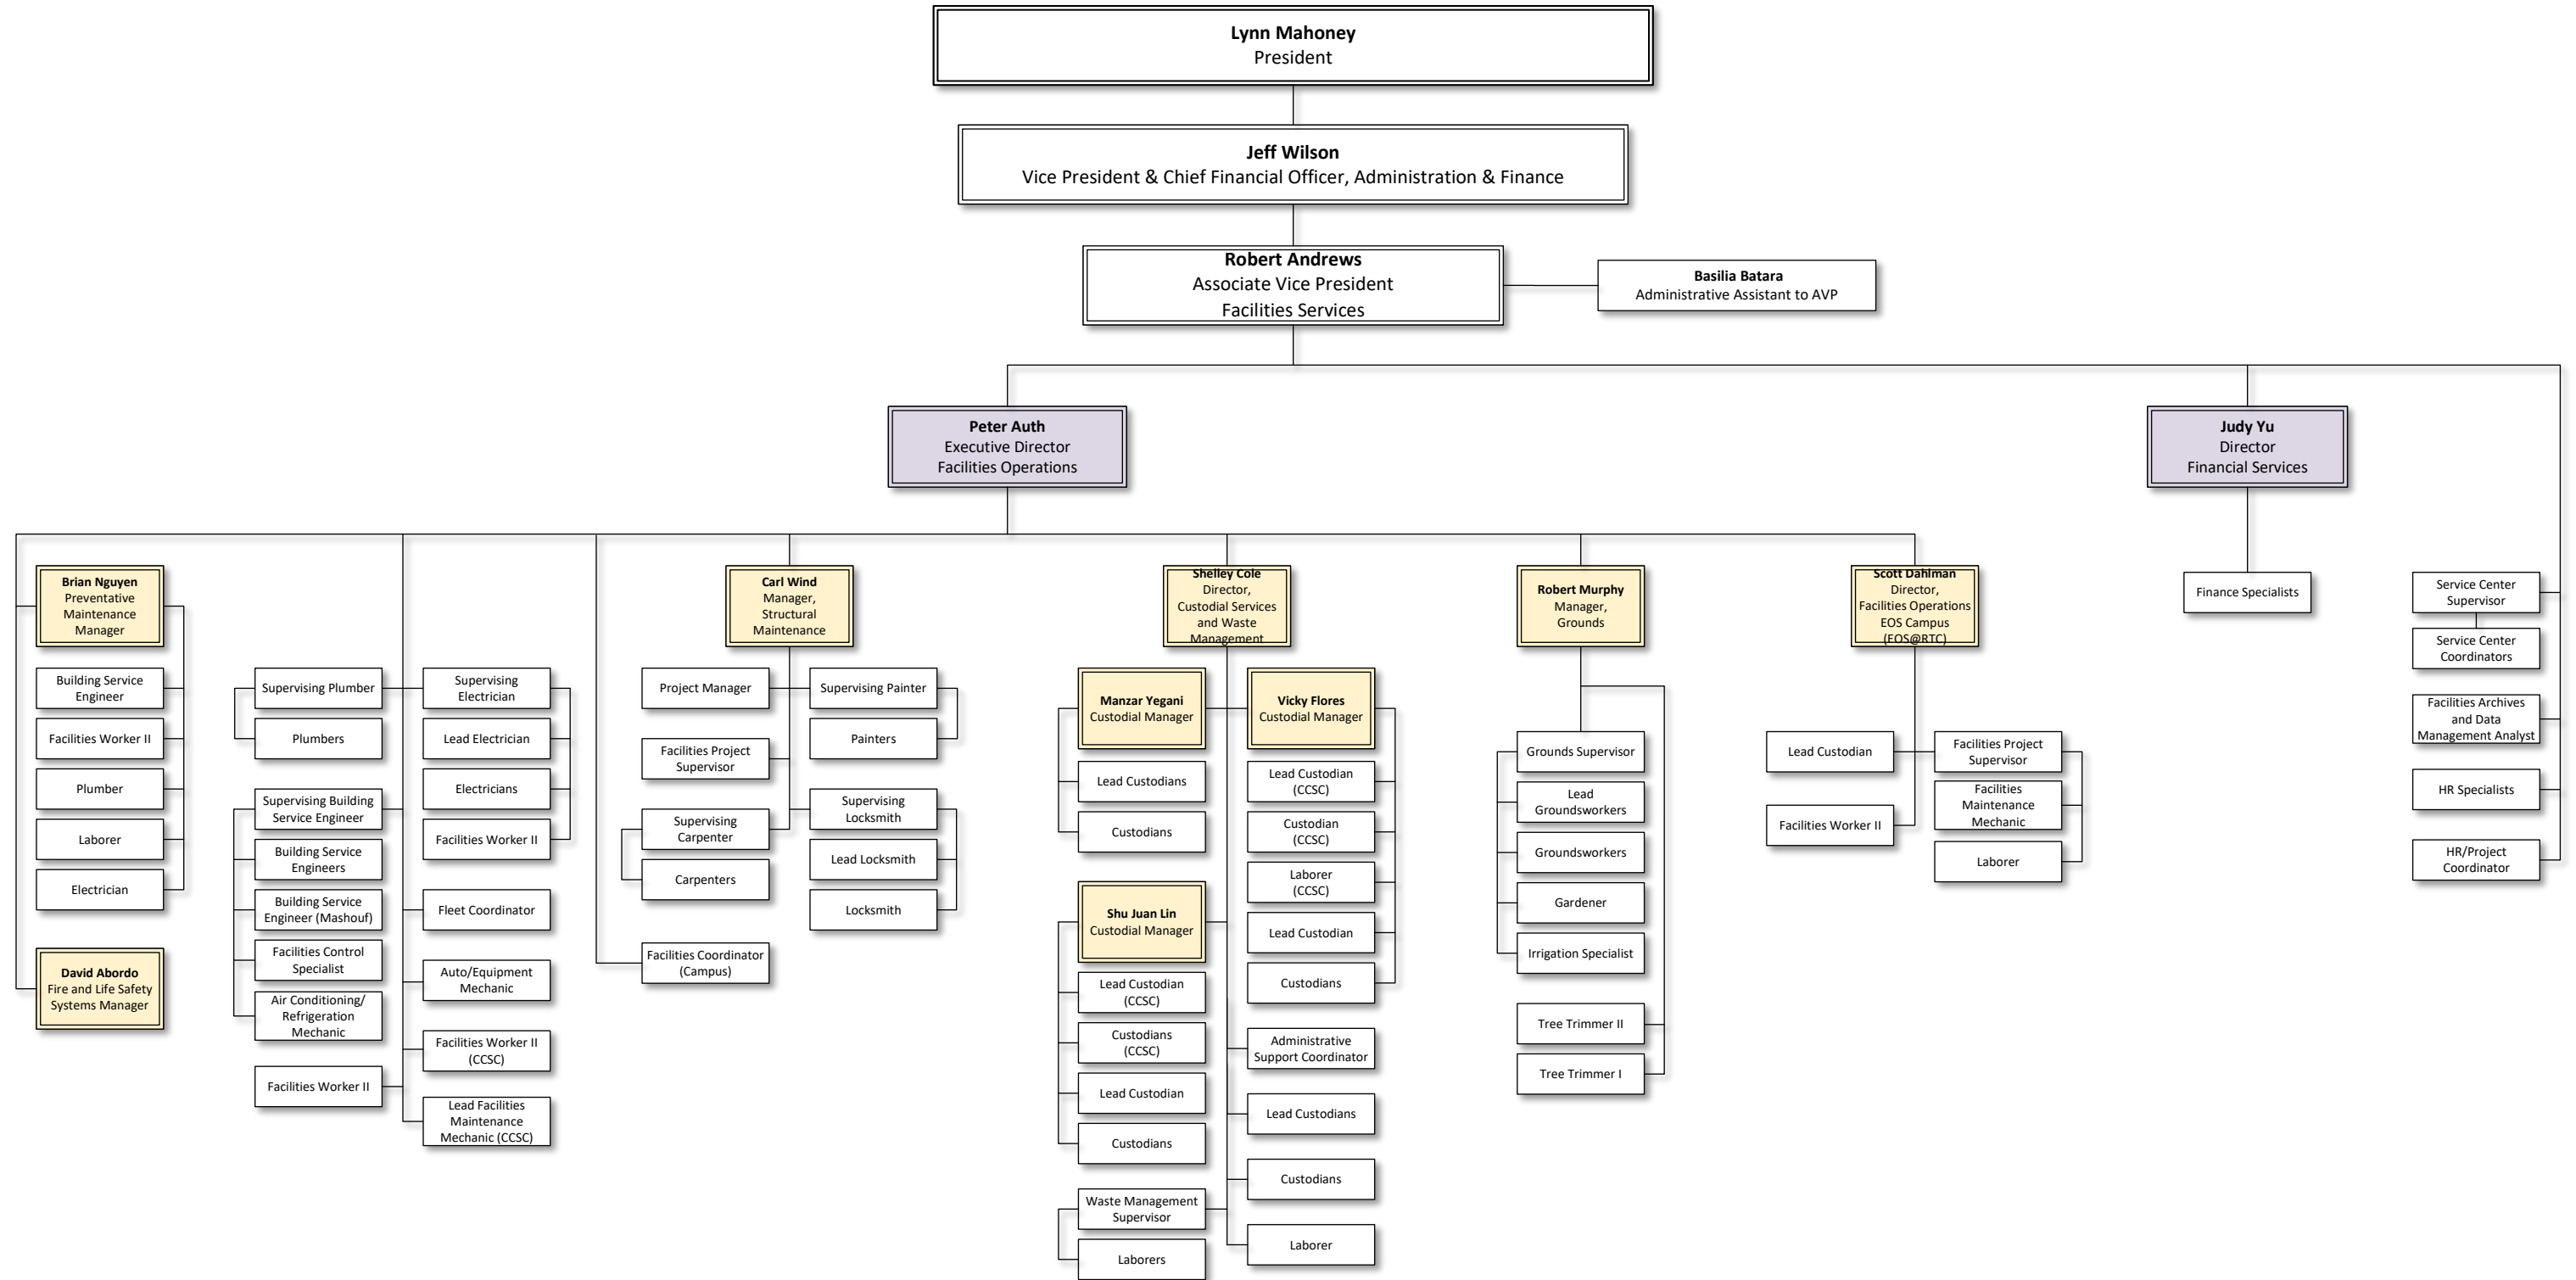 Lynn Mahoney
President
Jeff Wilson
Vice President & Chief Financial Officer, Administration & Finance
Robert Andrews
Associate Vice President
Facilities Services
Basilia Batara
Administrative Assistant to AVP
Peter Auth
Executive Director
Facilities Operations
Judy Yu
Director
Financial Services
Brian Nguyen
Preventative
Maintenance
Manager
Building Service
Engineer
Facilities Worker II
Plumber
Laborer
Electrician
David Abordo
Fire and Life Safety
Systems Manager
Supervising Plumber
Plumbers
Supervising Building
Service Engineer
Building Service
Engineers
Building Service
Engineer (Mashouf)
Facilities Control
Specialist
Air Conditioning/
Refrigeration
Mechanic
Facilities Worker II
Supervising
Electrician
Lead Electrician
Electricians
Facilities Worker II
Fleet Coordinator
Auto/Equipment
Mechanic
Facilities Worker II
(CCSC)
Lead Facilities
Maintenance
Mechanic (CCSC)
Carl Wind
Manager,
Structural
Maintenance
Project Manager
Facilities Project
Supervisor
Supervising
Carpenter
Carpenters
Facilities Coordinator
(Campus)
Supervising Painter
Painters
Supervising
Locksmith
Lead Locksmith
Locksmith
Shelley Cole
Director,
Custodial Services
and Waste
Management
Manzar Yegani
Custodial Manager
Lead Custodians
Custodians
Shu Juan Lin
Custodial Manager
Lead Custodian
(CCSC)
Custodians
(CCSC)
Lead Custodian
Custodians
Waste Management
Supervisor
Laborers
Vicky Flores
Custodial Manager
Lead Custodian
(CCSC)
Custodian
(CCSC)
Laborer
(CCSC)
Lead Custodian
Custodians
Administrative
Support Coordinator
Lead Custodians
Custodians
Laborer
Robert Murphy
Manager,
Grounds
Grounds Supervisor
Lead
Groundsworkers
Groundsworkers
Gardener
Irrigation Specialist
Tree Trimmer II
Tree Trimmer I
Scott Dahlman
Director,
Facilities Operations
EOS Campus
(EOS@RTC)
Lead Custodian
Facilities Worker II
Facilities Project
Supervisor
Facilities
Maintenance
Mechanic
Laborer
Finance Specialists
Service Center
Supervisor
Service Center
Coordinators
Facilities Archives
and Data
Management Analyst
HR Specialists
HR/Project
Coordinator